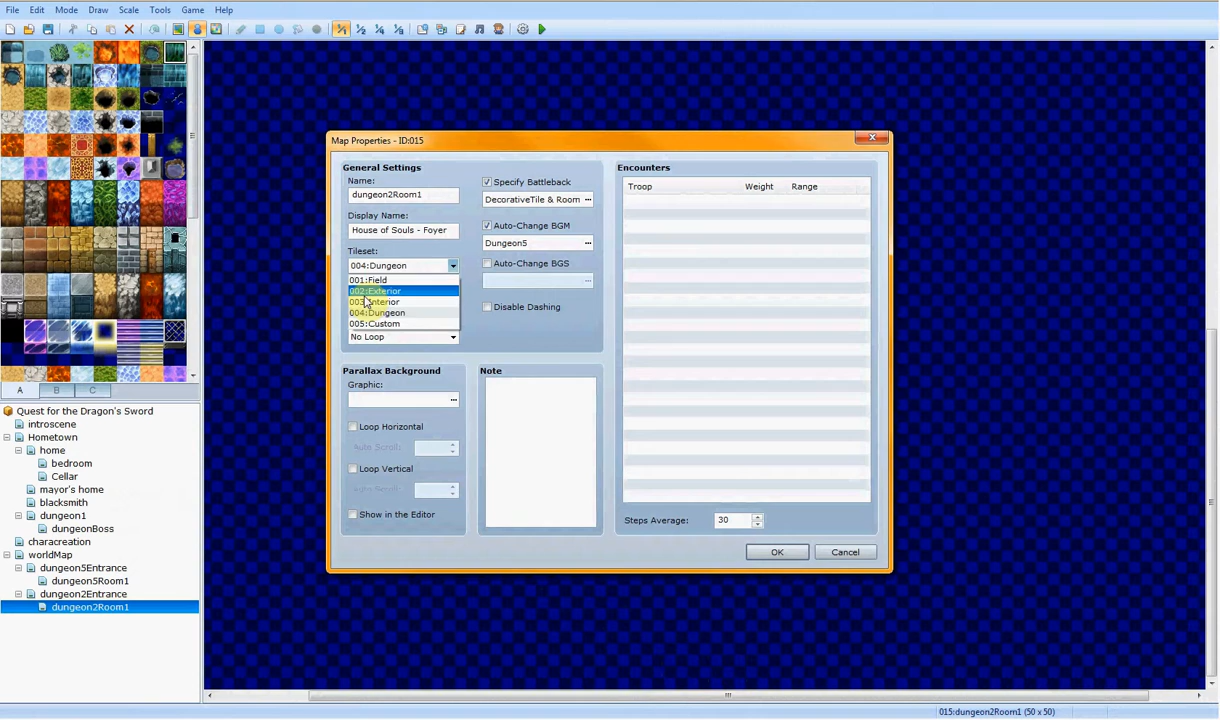 File Edit Mode Draw Scale Tools Game Help
Map Properties - ID:015
General Settings
Name:
dungeon2Room1
Display Name:
House of Souls - Foyer
Tileset:
004:Dungeon
001:Field
002:Exterior
003:Interior
004:Dungeon
005:Custom
No Loop
Specify Battleback
DecorativeTile & Room
Auto-Change BGM
Dungeon5
Auto-Change BGS
Disable Dashing
Parallax Background
Graphic:
Loop Horizontal
Auto Scroll:
Loop Vertical
Auto Scroll:
Show in the Editor
Note
Encounters
Troop Weight Range
Steps Average: 30
OK Cancel
A B C
Quest for the Dragon's Sword
introscene
Hometown
home
bedroom
Cellar
mayor's home
blacksmith
dungeon1
dungeonBoss
characreation
worldMap
dungeon5Entrance
dungeon5Room1
dungeon2Entrance
dungeon2Room1
015:dungeon2Room1 (50 x 50)